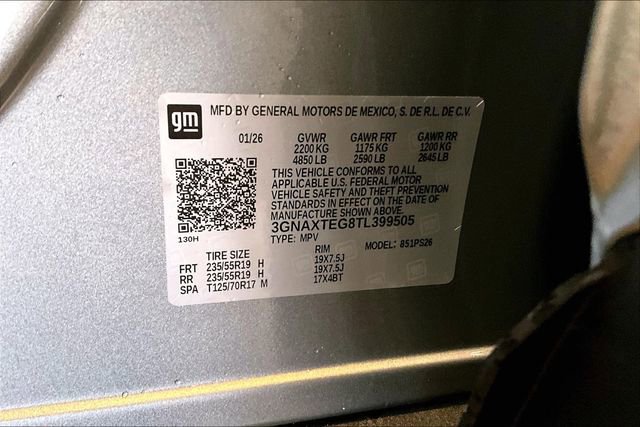 gm
MFD BY GENERAL MOTORS DE MEXICO, S. DE R.L. DE C.V.
01/26 GVWR GAWR FRT GAWR RR
2200 KG 1175 KG 1200 KG
4850 LB 2590 LB 2645 LB
THIS VEHICLE CONFORMS TO ALL
APPLICABLE U.S. FEDERAL MOTOR
VEHICLE SAFETY AND THEFT PREVENTION
STANDARDS IN EFFECT ON THE DATE OF
MANUFACTURE SHOWN ABOVE.
3GNAXTEG8TL399505
130H
TYPE: MPV MODEL: 851PS26
TIRE SIZE RIM
FRT 235/55R19 H 19X7.5J
RR 235/55R19 H 19X7.5J
SPA T125/70R17 M 17X4BT